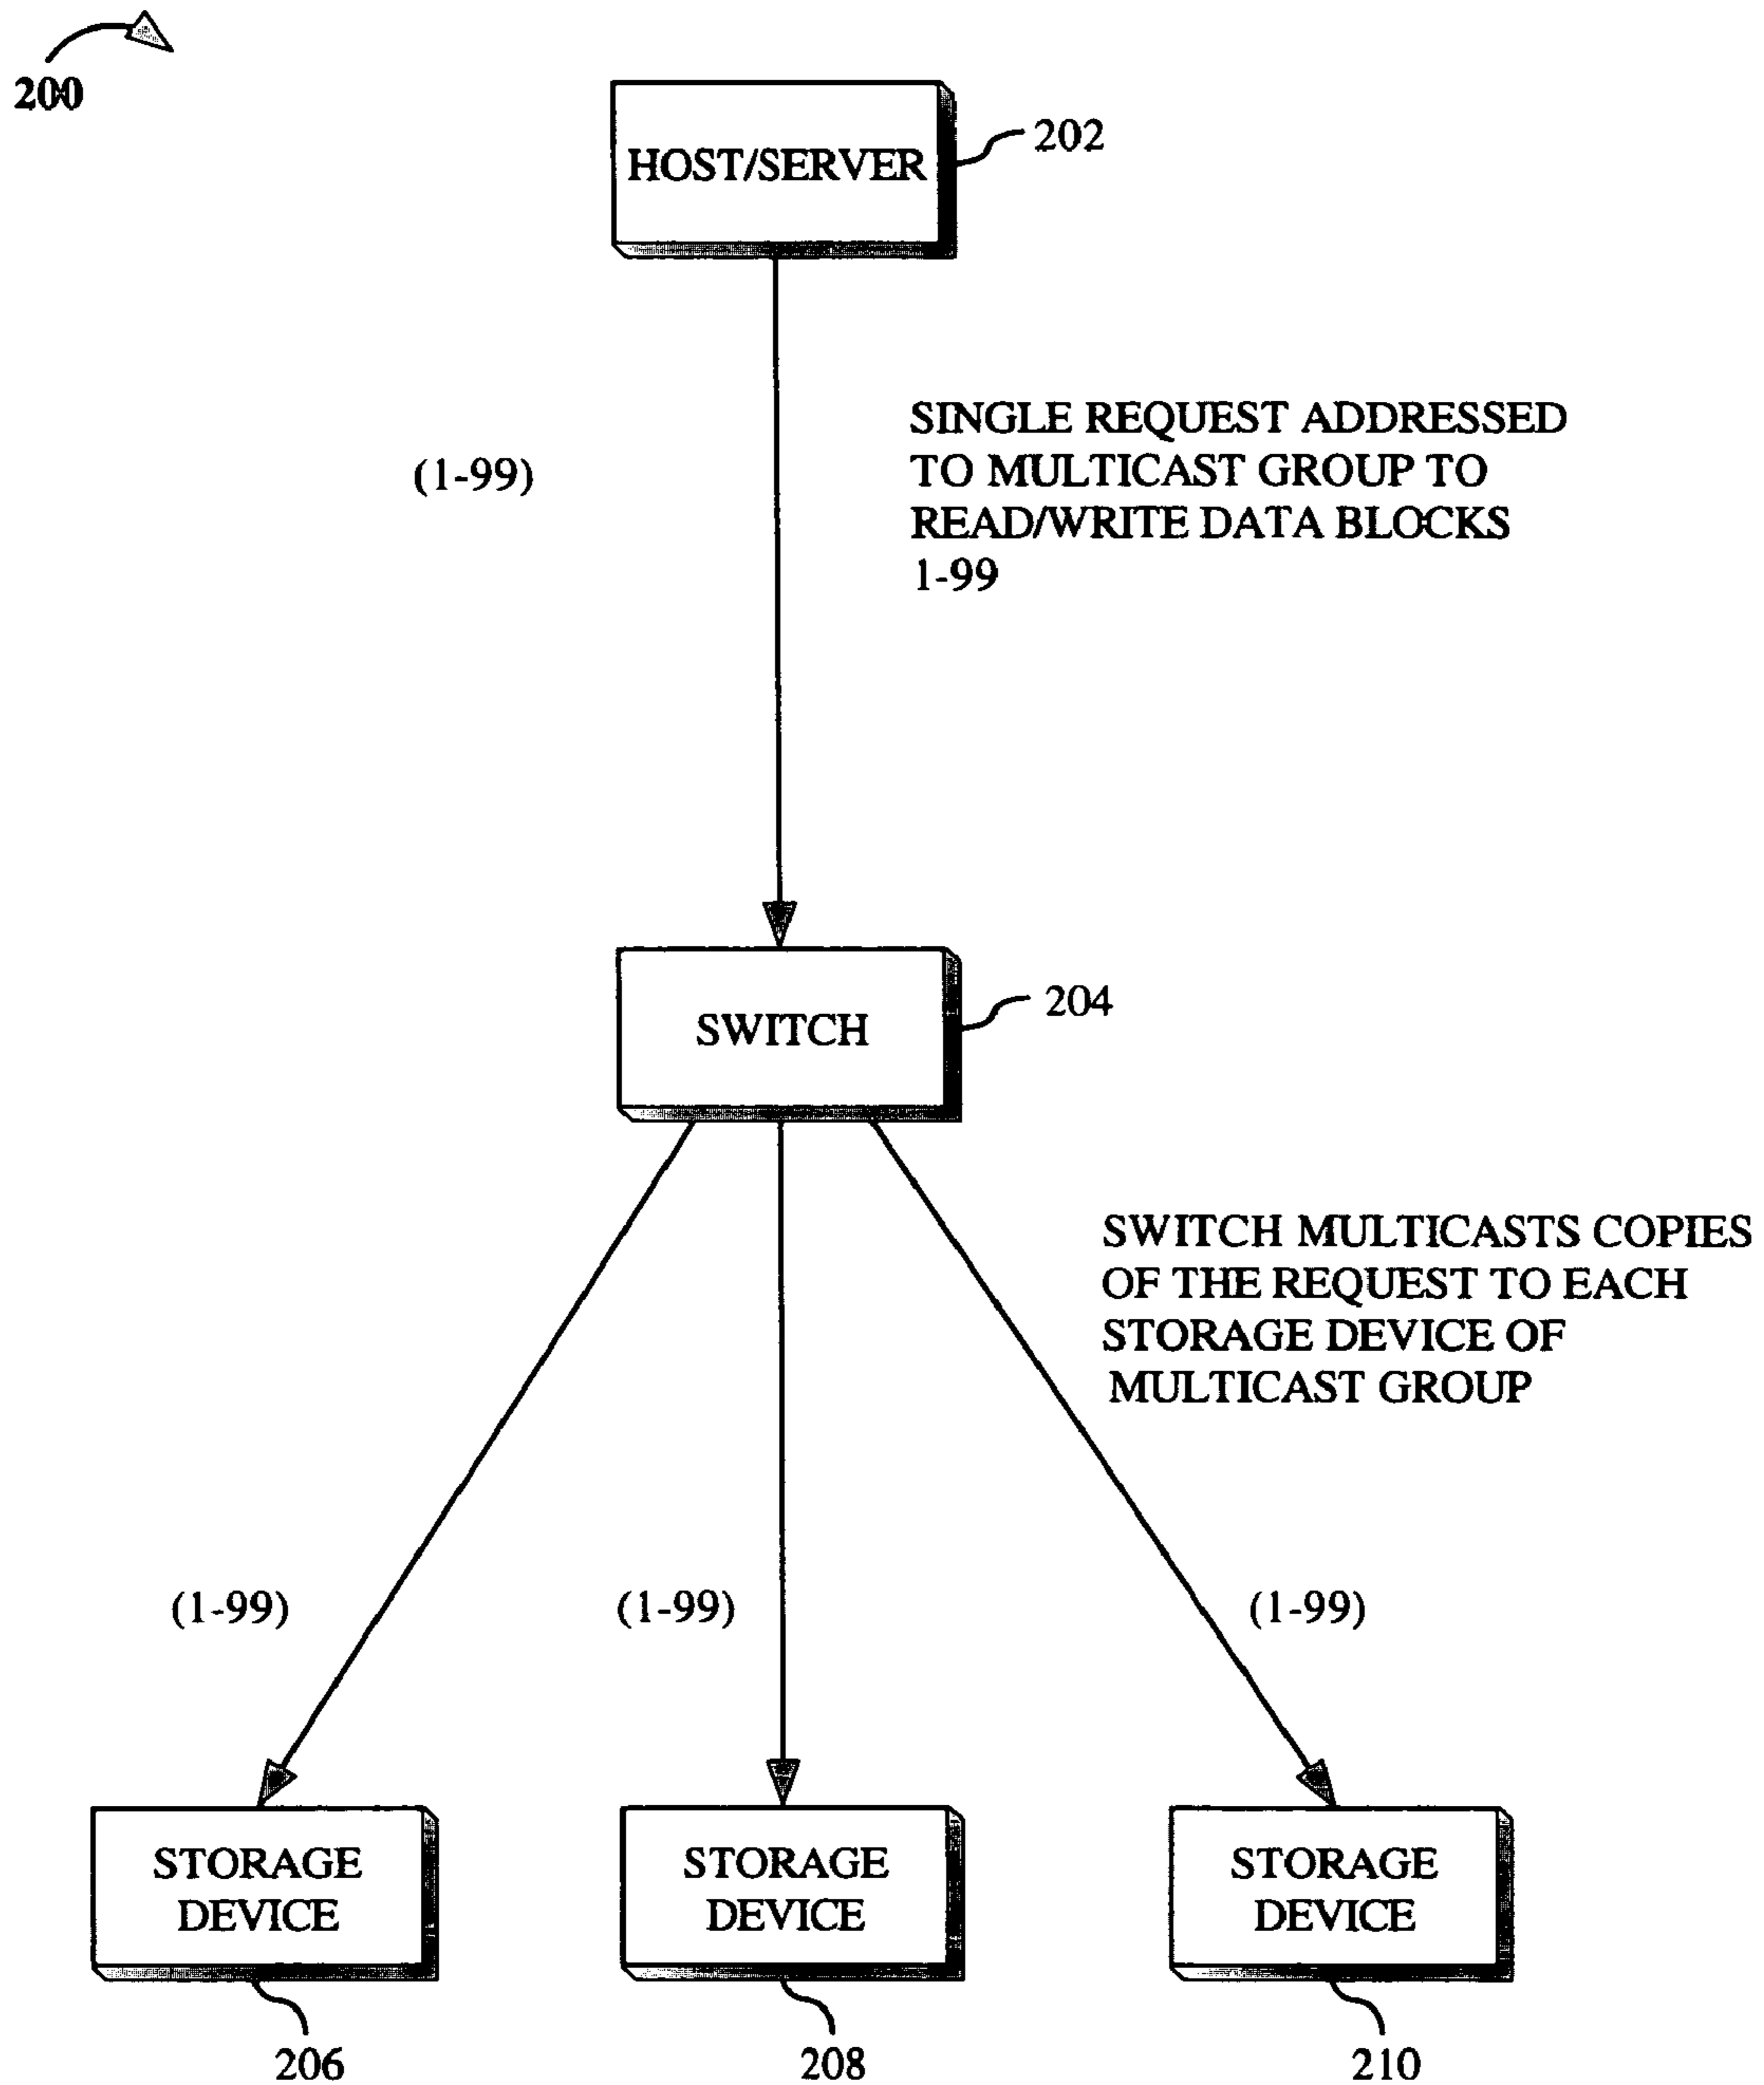 200
HOST/SERVER
202
(1-99)
SINGLE REQUEST ADDRESSED
TO MULTICAST GROUP TO
READ/WRITE DATA BLOCKS
1-99
SWITCH
204
SWITCH MULTICASTS COPIES
OF THE REQUEST TO EACH
STORAGE DEVICE OF
MULTICAST GROUP
(1-99)
(1-99)
(1-99)
STORAGE
DEVICE
STORAGE
DEVICE
STORAGE
DEVICE
206
208
210